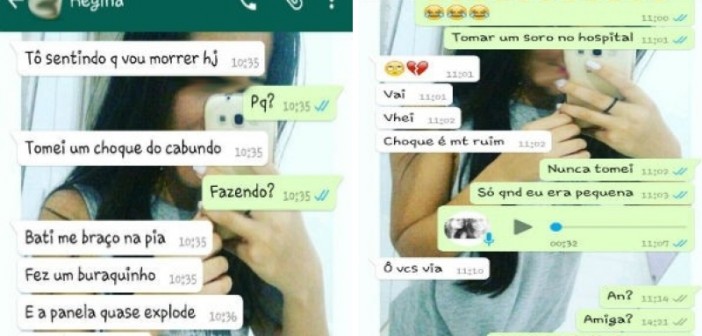 Regina
Tô sentindo q vou morrer hj 10:35
Pq? 10:35
Tomei um choque do cabundo 10:35
Fazendo? 10:35
Bati me braço na pia 10:35
Fez um buraquinho 10:35
E a panela quase explode 10:36
11:00
Tomar um soro no hospital 11:01
11:01
Vai 11:01
Vhei 11:02
Choque é mt ruim 11:02
Nunca tomei 11:02
Só qnd eu era pequena 11:03
00:32 11:07
Ô vcs via 11:10
An? 11:14
Amiga? 14:21